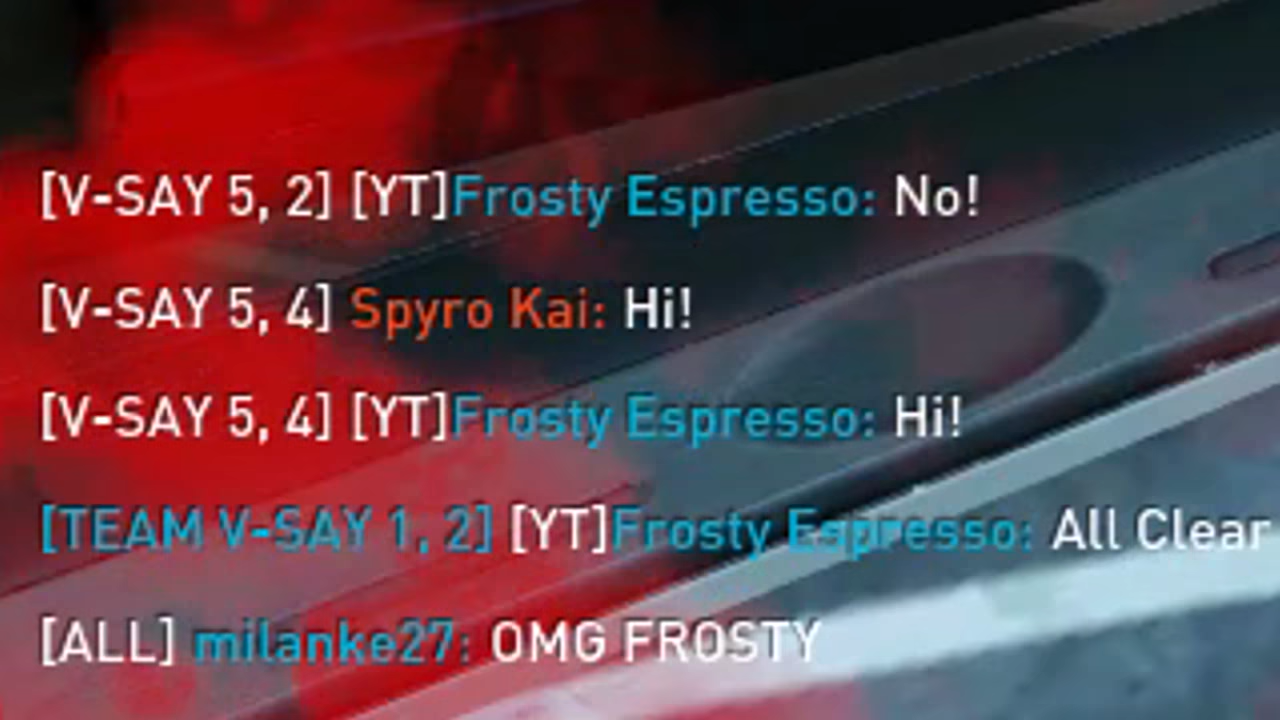 [V-SAY 5, 2] [YT]Frosty Espresso: No!
[V-SAY 5, 4] Spyro Kai: Hi!
[V-SAY 5, 4] [YT]Frosty Espresso: Hi!
[TEAM V-SAY 1, 2] [YT]Frosty Espresso: All Clear
[ALL] milanke27: OMG FROSTY